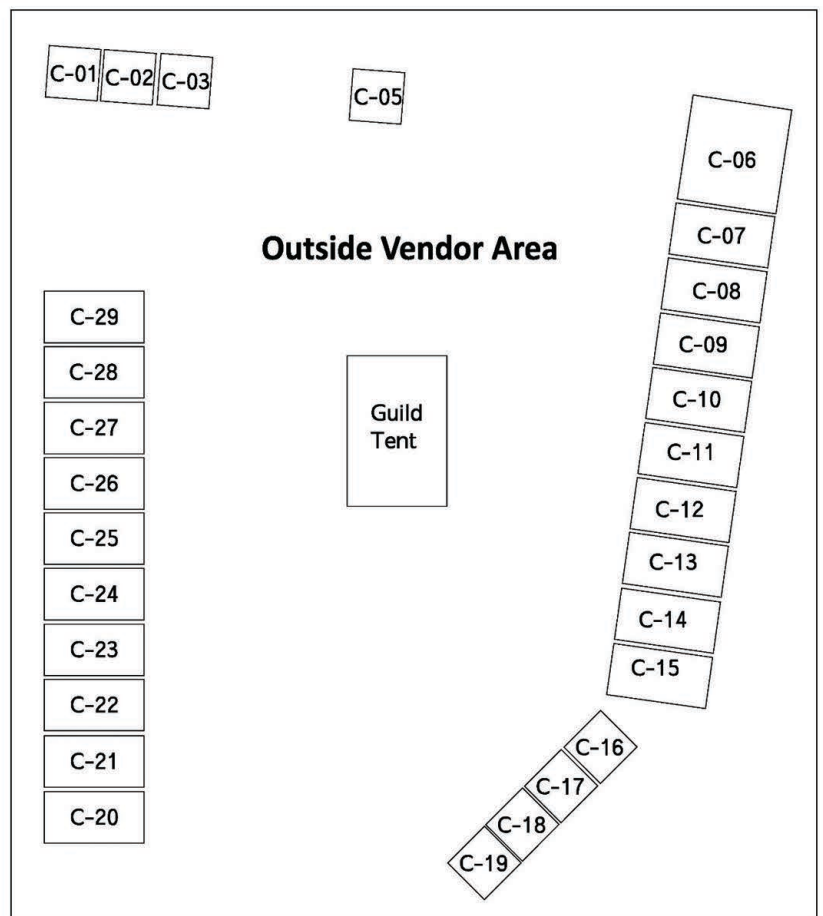 C-01 C-02 C-03
C-05
C-06
C-07
C-08
C-09
C-10
C-11
C-12
C-13
C-14
C-15
Outside Vendor Area
Guild
Tent
C-29
C-28
C-27
C-26
C-25
C-24
C-23
C-22
C-21
C-20
C-16
C-17
C-18
C-19